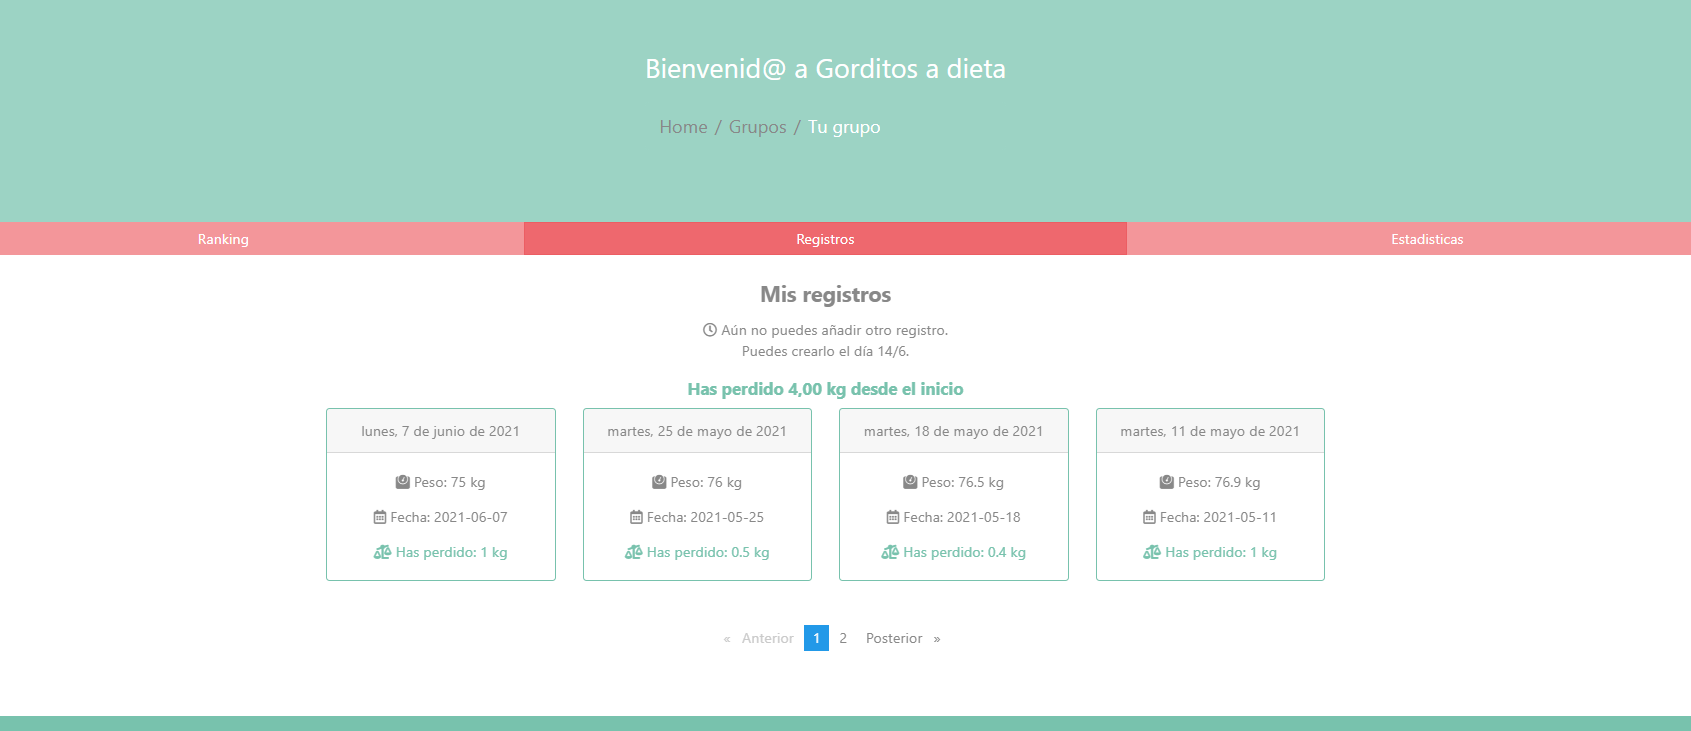 Bienvenid@ a Gorditos a dieta
Home / Grupos / Tu grupo
Ranking
Registros
Estadisticas
Mis registros
Aún no puedes añadir otro registro.
Puedes crearlo el día 14/6.
Has perdido 4,00 kg desde el inicio
lunes, 7 de junio de 2021
Peso: 75 kg
Fecha: 2021-06-07
Has perdido: 1 kg
martes, 25 de mayo de 2021
Peso: 76 kg
Fecha: 2021-05-25
Has perdido: 0.5 kg
martes, 18 de mayo de 2021
Peso: 76.5 kg
Fecha: 2021-05-18
Has perdido: 0.4 kg
martes, 11 de mayo de 2021
Peso: 76.9 kg
Fecha: 2021-05-11
Has perdido: 1 kg
« Anterior 1 2 Posterior »